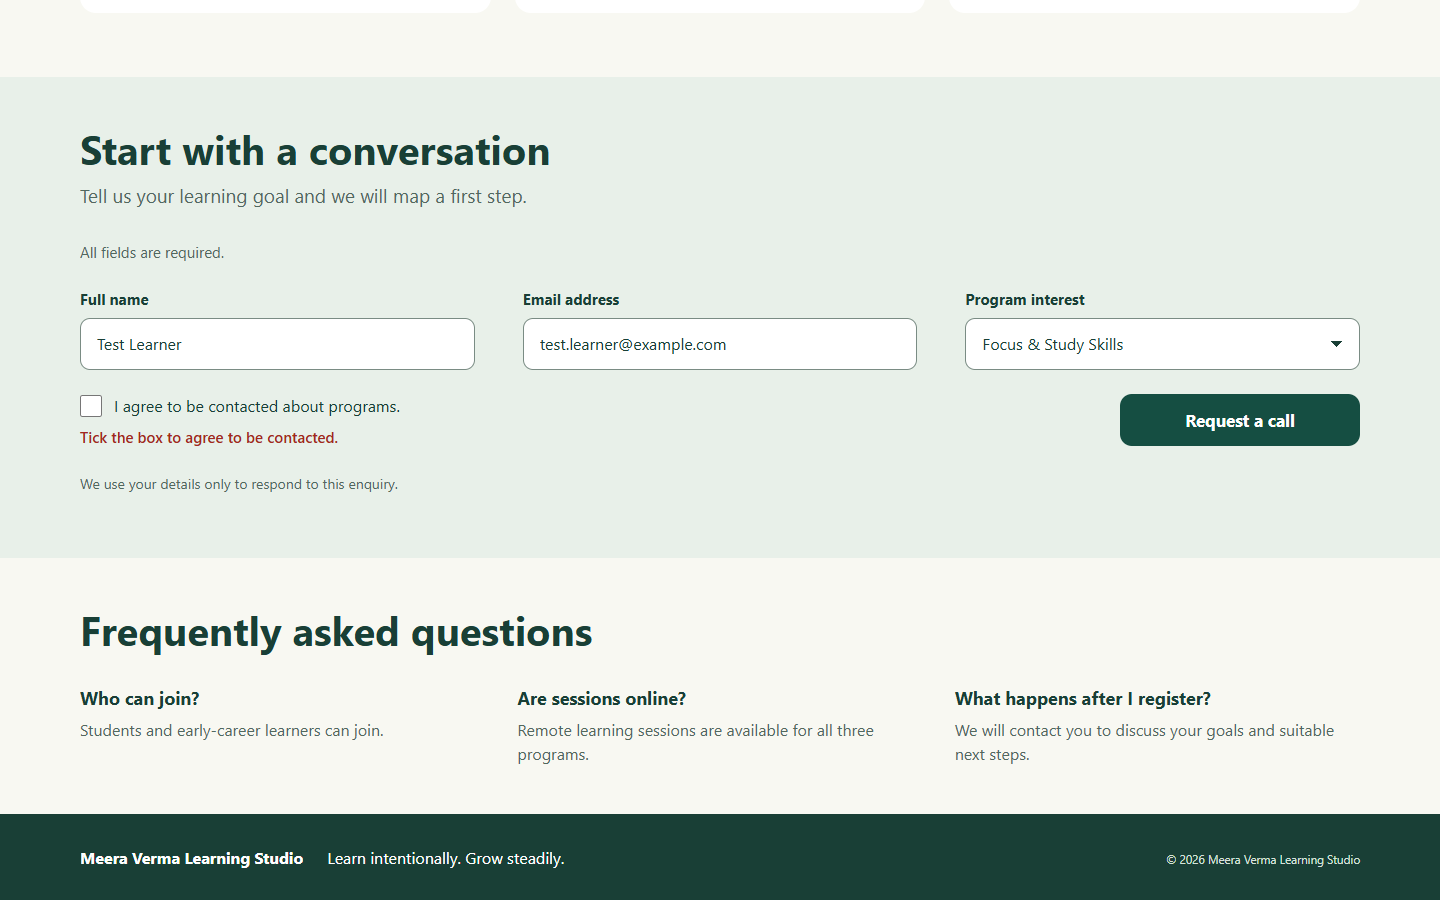 Start with a conversation
Tell us your learning goal and we will map a first step.
All fields are required.
Full name
Test Learner
Email address
test.learner@example.com
Program interest
Focus & Study Skills
I agree to be contacted about programs.
Tick the box to agree to be contacted.
Request a call
We use your details only to respond to this enquiry.
Frequently asked questions
Who can join?
Students and early-career learners can join.
Are sessions online?
Remote learning sessions are available for all three
programs.
What happens after I register?
We will contact you to discuss your goals and suitable
next steps.
Meera Verma Learning Studio
Learn intentionally. Grow steadily.
© 2026 Meera Verma Learning Studio